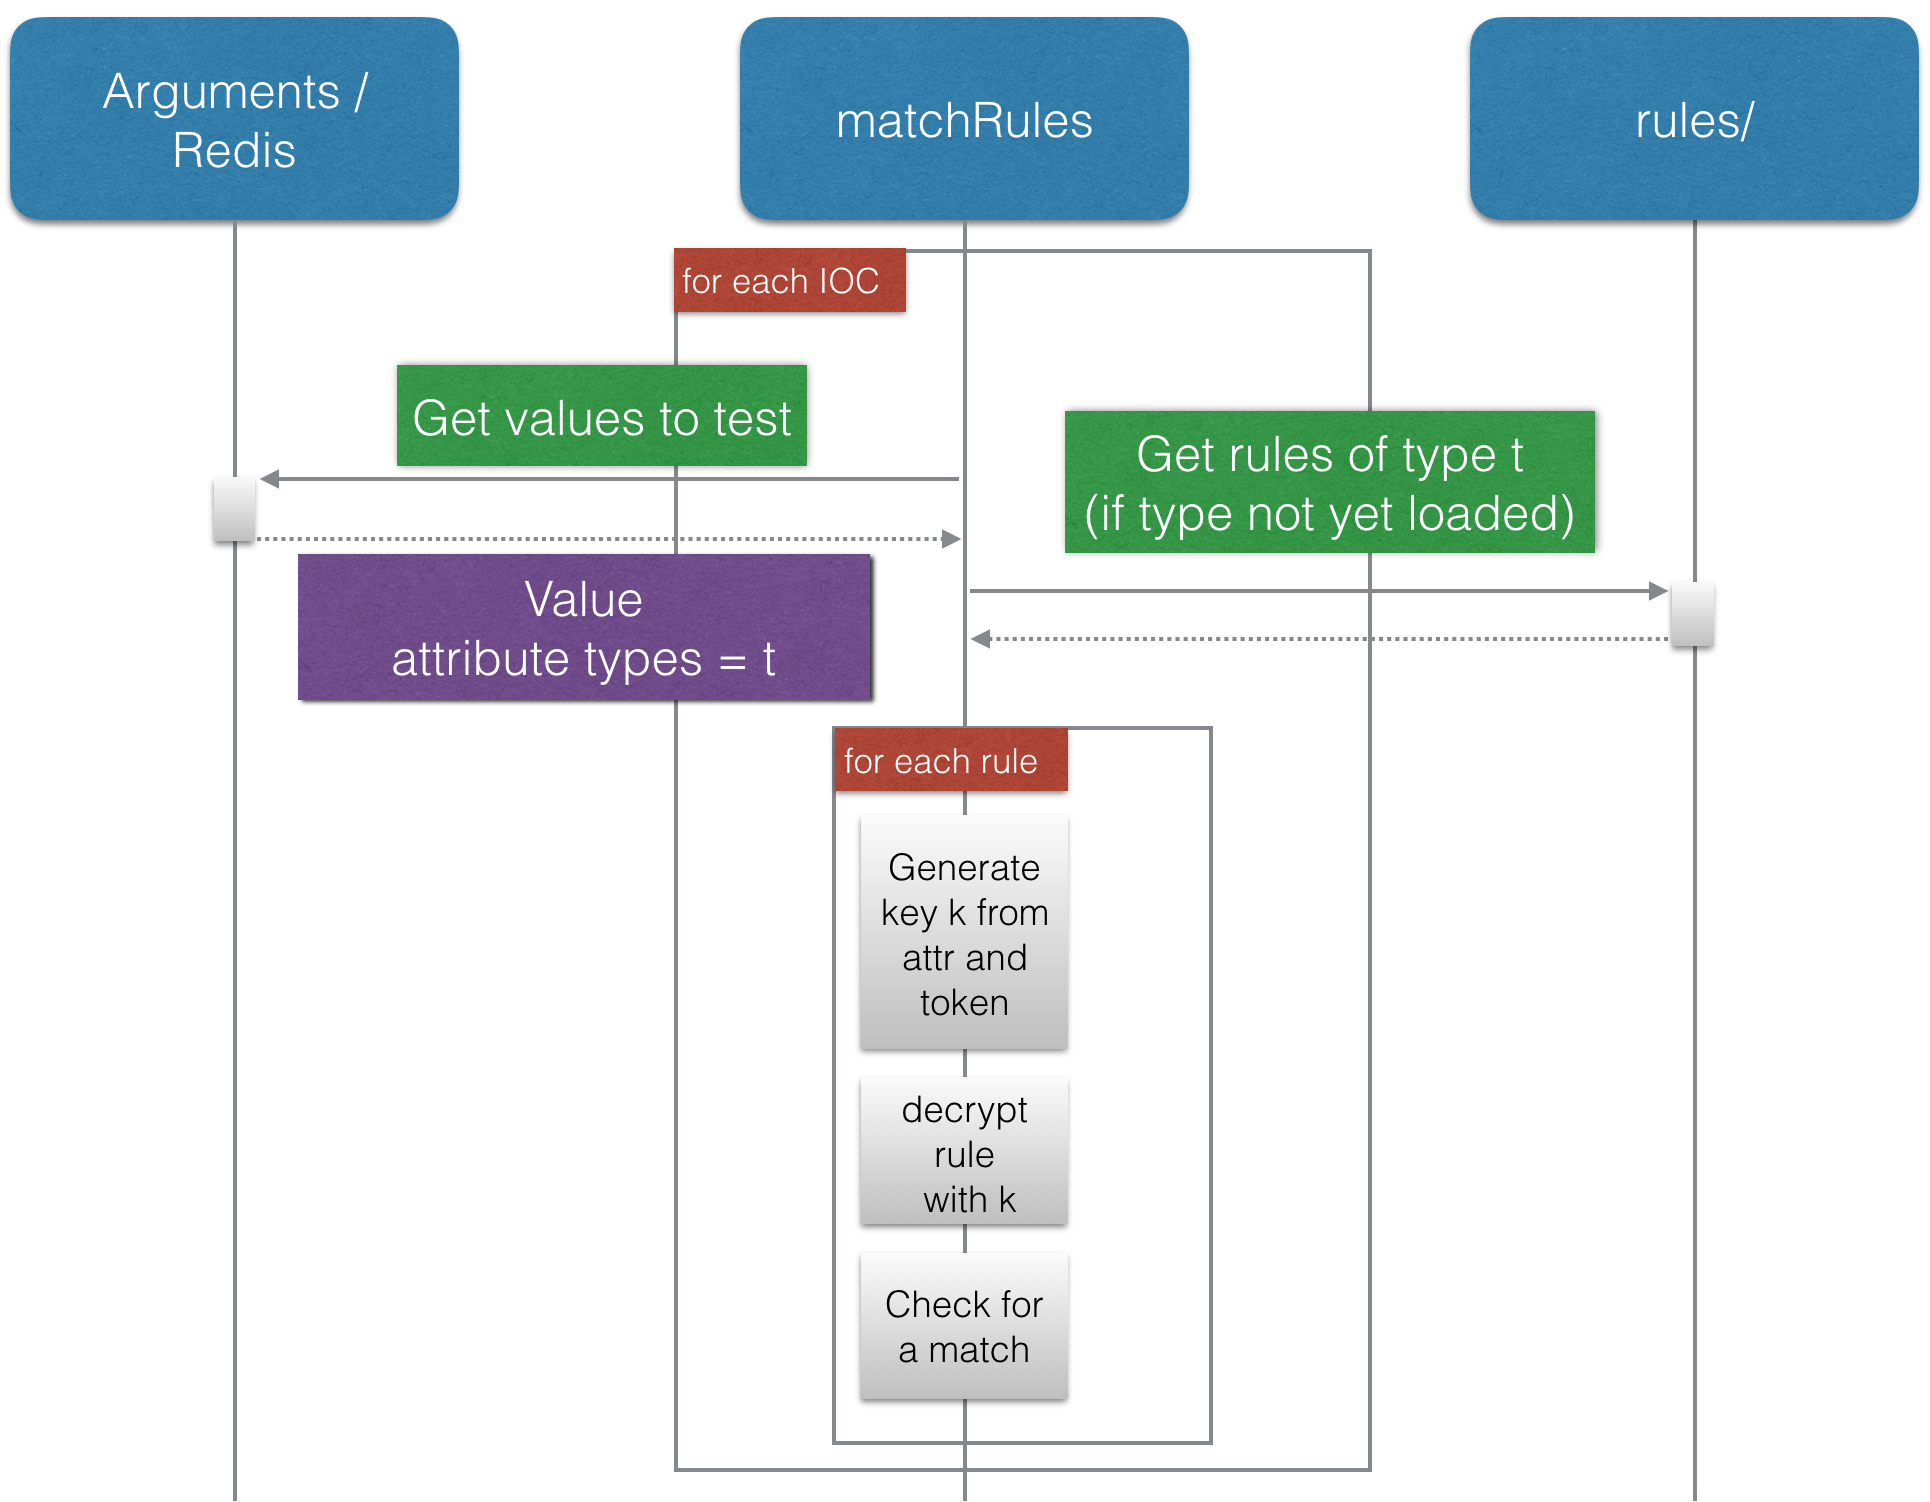 Arguments /
Redis
matchRules
rules/
for each IOC
Get values to test
Get rules of type t
(if type not yet loaded)
Value
attribute types = t
for each rule
Generate
key k from
attr and
token
decrypt
rule
with k
Check for
a match